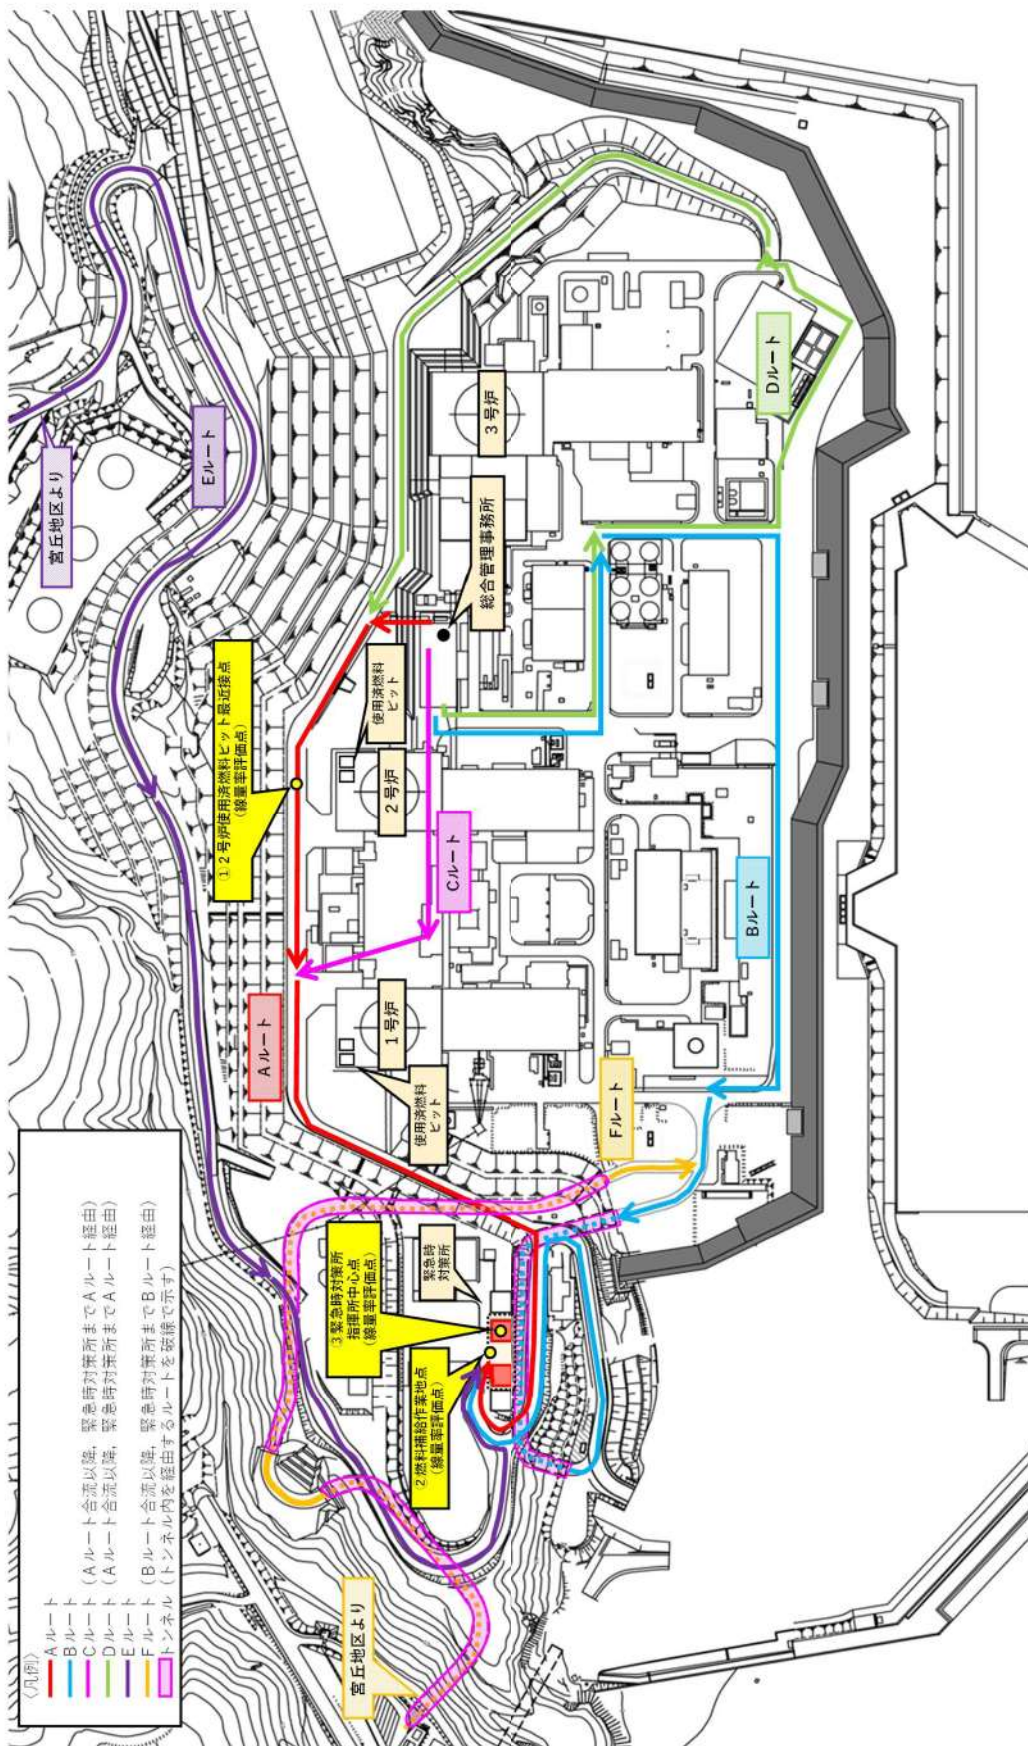 〈凡例〉
Aルート
Bルート
Cルート（Aルート合流以降，緊急時対策所までAルート経由）
Dルート（Aルート合流以降，緊急時対策所までAルート経由）
Eルート
Fルート（Bルート合流以降，緊急時対策所までBルート経由）
トンネル（トンネル内を経由するルートを破線で示す）
宮丘地区より
Eルート
①２号炉使用済燃料ピット最近接点
（線量率評価点）
Aルート
使用済燃料
ピット
２号炉
総合管理事務所
３号炉
Dルート
Cルート
Bルート
１号炉
使用済燃料
ピット
Fルート
③緊急時対策所
指揮所中心点
（線量率評価点）
緊急時
対策所
②燃料補給作業地点
（線量率評価点）
宮丘地区より